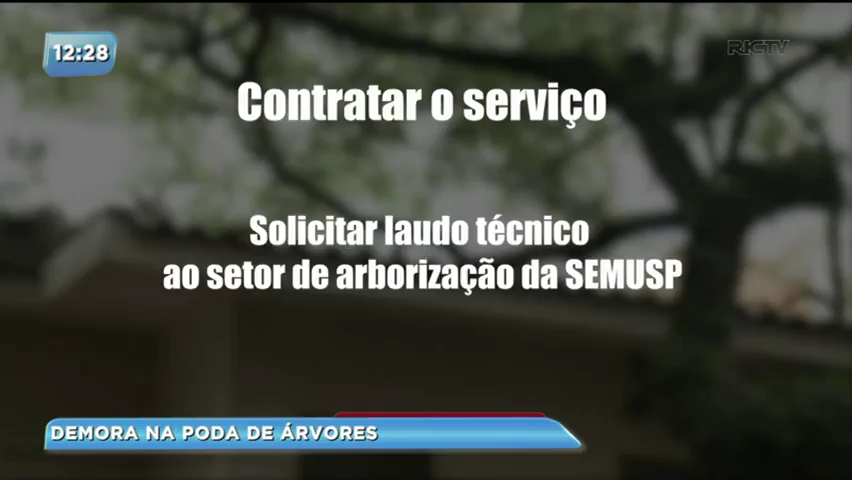 12:28
RICTV
Contratar o serviço
Solicitar laudo técnico
ao setor de arborização da SEMUSP
DEMORA NA PODA DE ÁRVORES